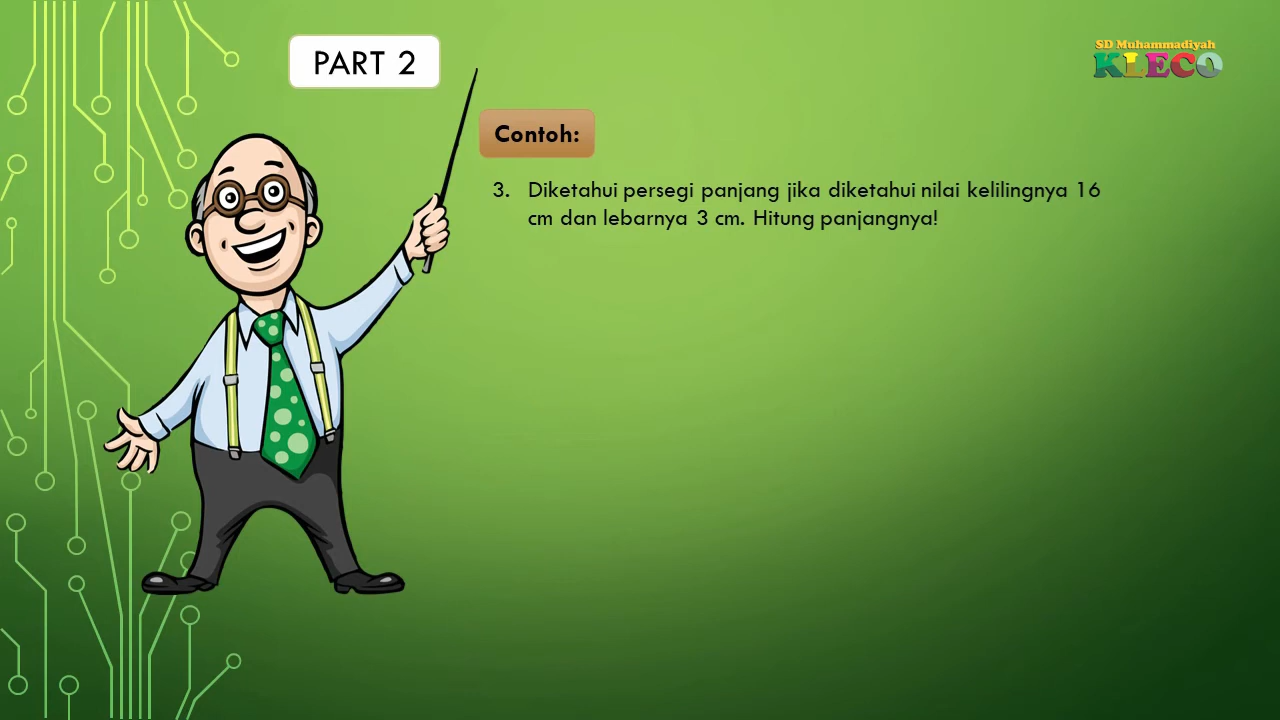 PART 2
SD Muhammadiyah
KLECO
Contoh:
3. Diketahui persegi panjang jika diketahui nilai kelilingnya 16
cm dan lebarnya 3 cm. Hitung panjangnya!